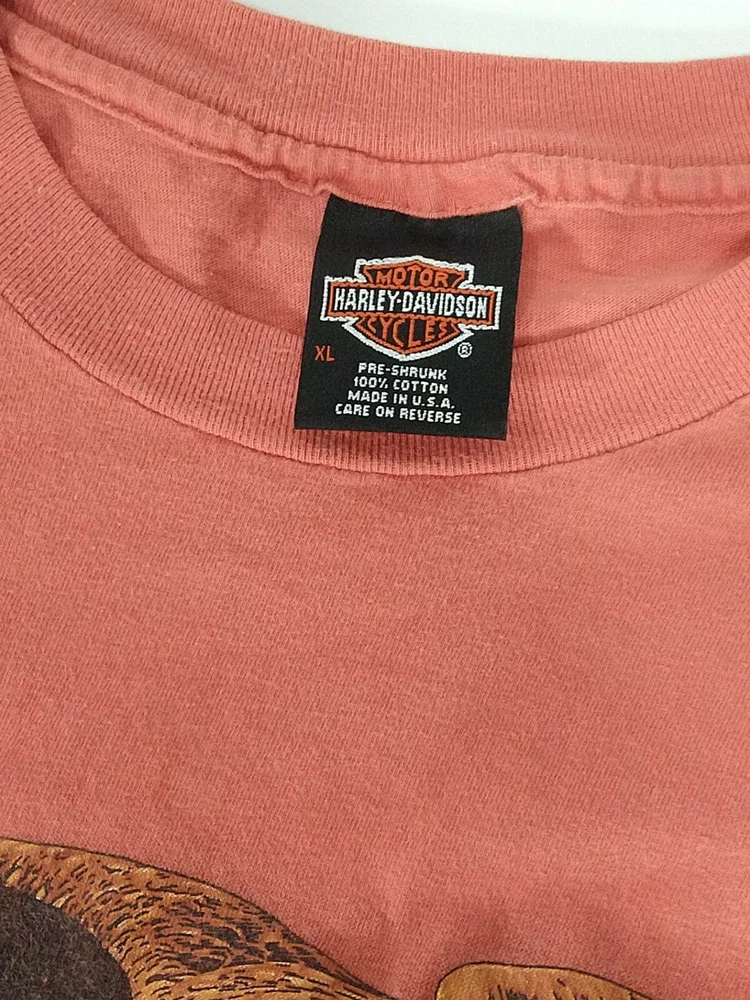 MOTOR
HARLEY-DAVIDSON
CYCLES
®
XL
PRE-SHRUNK
100% COTTON
MADE IN U.S.A.
CARE ON REVERSE